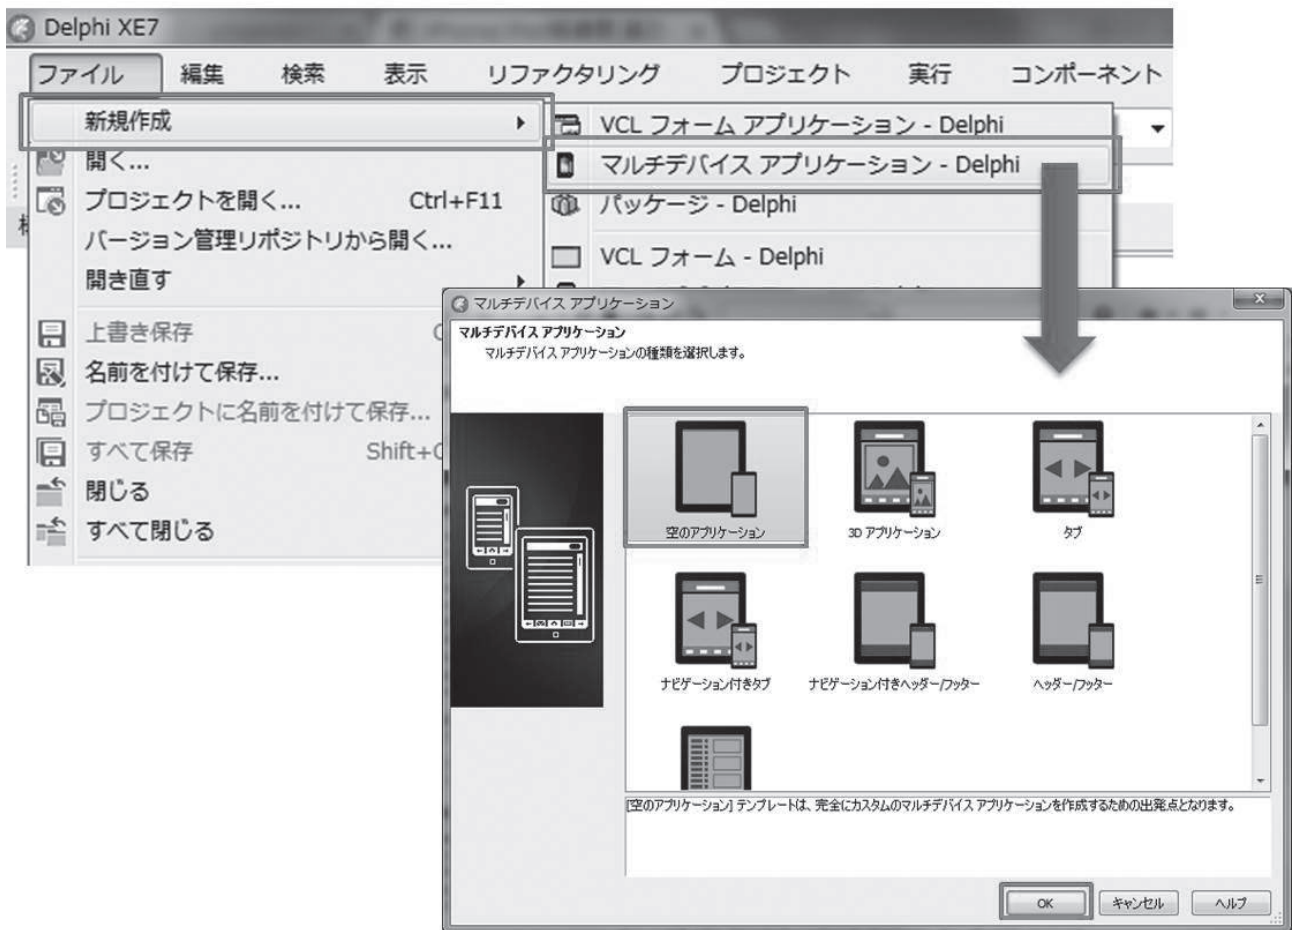 Delphi XE7
ファイル 編集 検索 表示 リファクタリング プロジェクト 実行 コンポーネント
新規作成
開く...
プロジェクトを開く... Ctrl+F11
バージョン管理リポジトリから開く...
開き直す
上書き保存
名前を付けて保存...
プロジェクトに名前を付けて保存...
すべて保存 Shift+C
閉じる
すべて閉じる
VCL フォーム アプリケーション - Delphi
マルチデバイス アプリケーション - Delphi
パッケージ - Delphi
VCL フォーム - Delphi
マルチデバイス アプリケーション
マルチデバイス アプリケーション
マルチデバイス アプリケーションの種類を選択します。
空のアプリケーション
3D アプリケーション
タブ
ナビゲーション付きタブ
ナビゲーション付きヘッダー/フッター
ヘッダー/フッター
[空のアプリケーション] テンプレートは、完全にカスタムのマルチデバイス アプリケーションを作成するための出発点となります。
OK キャンセル ヘルプ